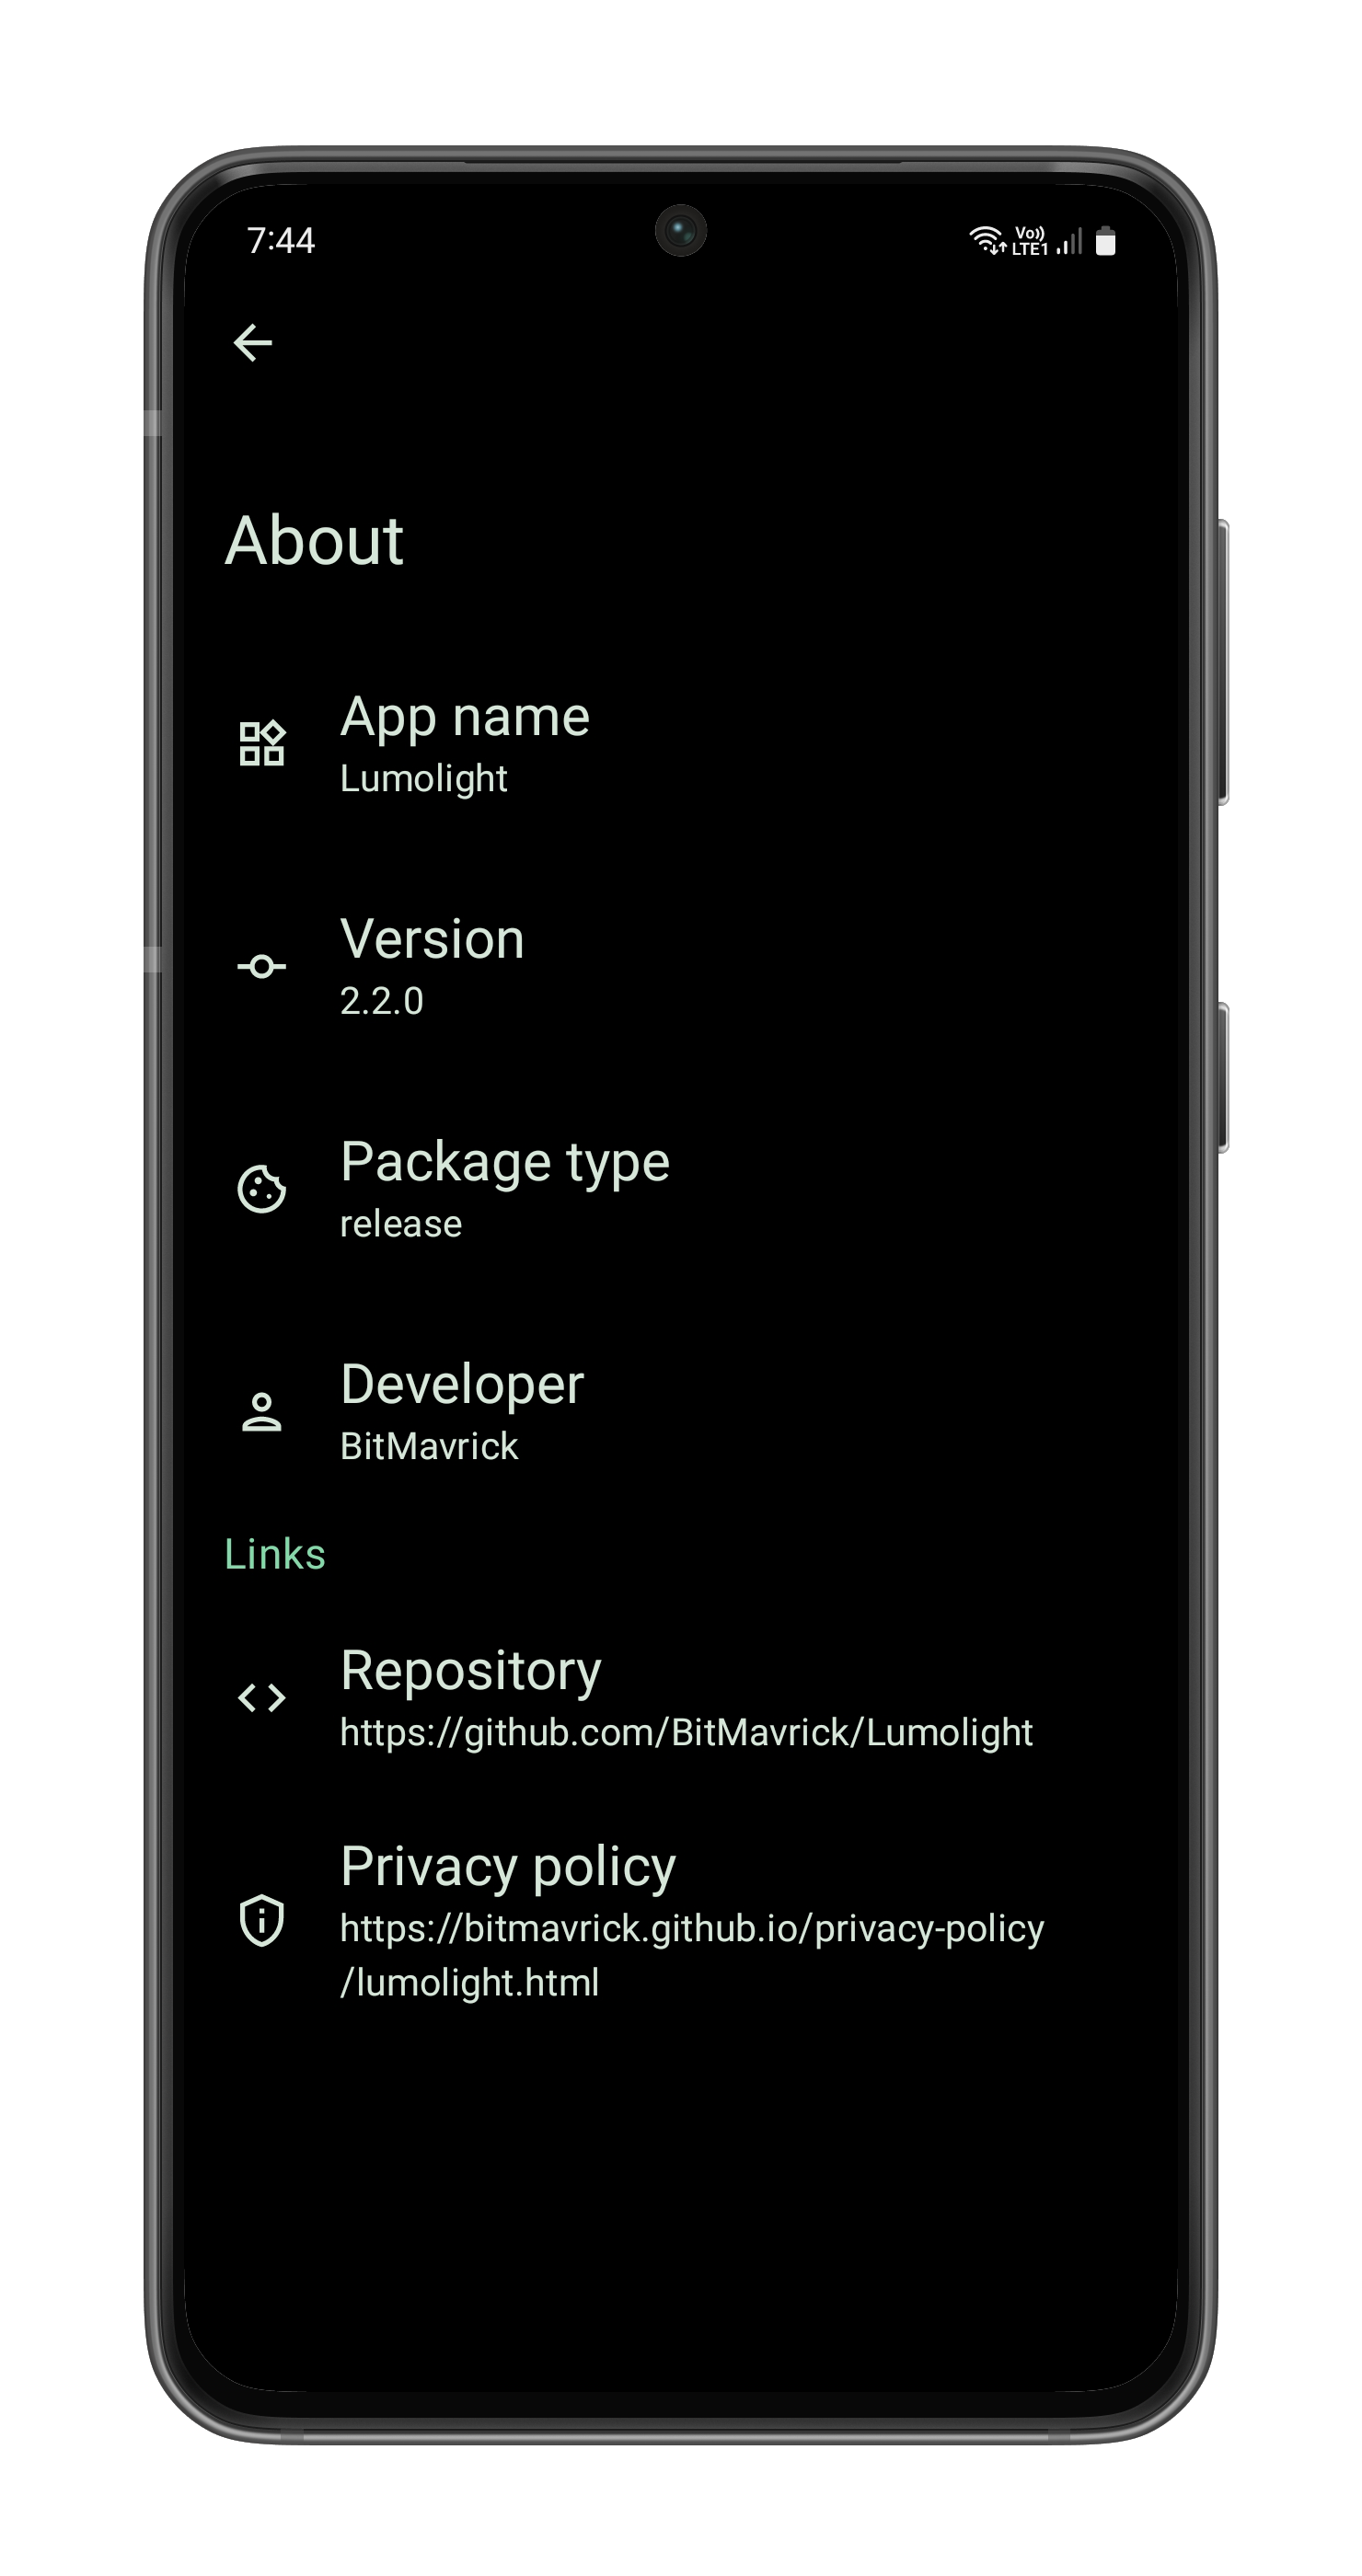 7:44
Vo))
LTE1
About
App name
Lumolight
Version
2.2.0
Package type
release
Developer
BitMavrick
Links
Repository
https://github.com/BitMavrick/Lumolight
Privacy policy
https://bitmavrick.github.io/privacy-policy
/lumolight.html